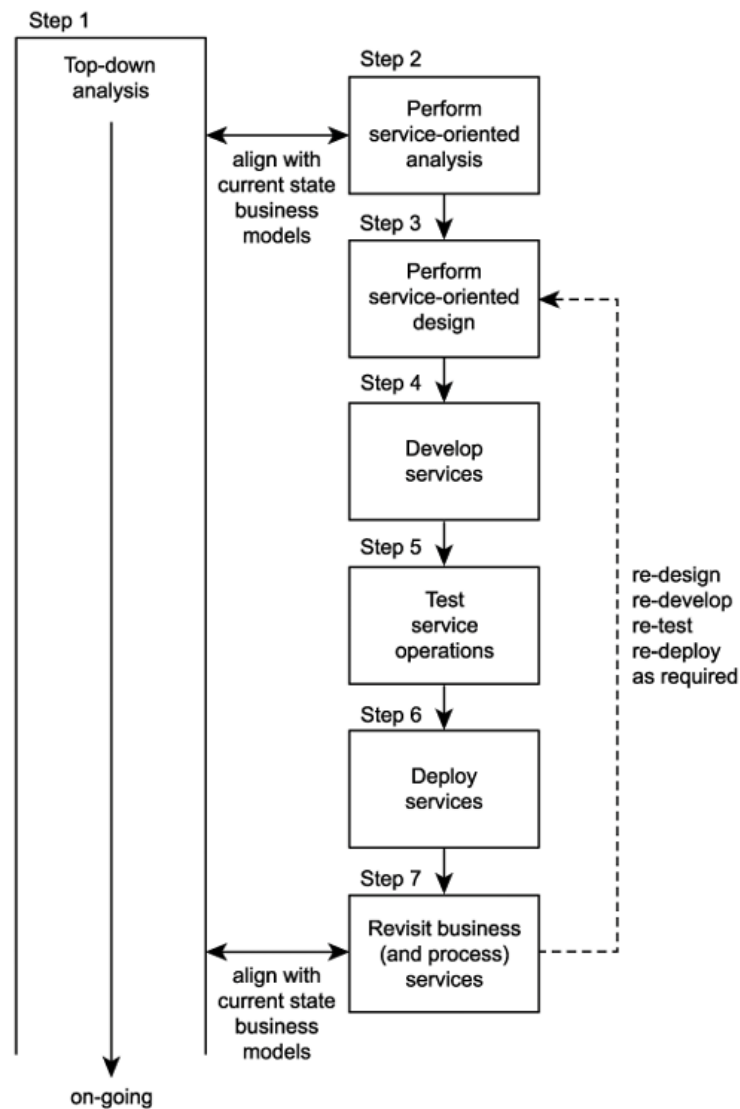 Step 1
Top-down
analysis
on-going
Step 2
Perform
service-oriented
analysis
align with
current state
business
models
Step 3
Perform
service-oriented
design
Step 4
Develop
services
Step 5
Test
service
operations
re-design
re-develop
re-test
re-deploy
as required
Step 6
Deploy
services
Step 7
Revisit business
(and process)
services
align with
current state
business
models